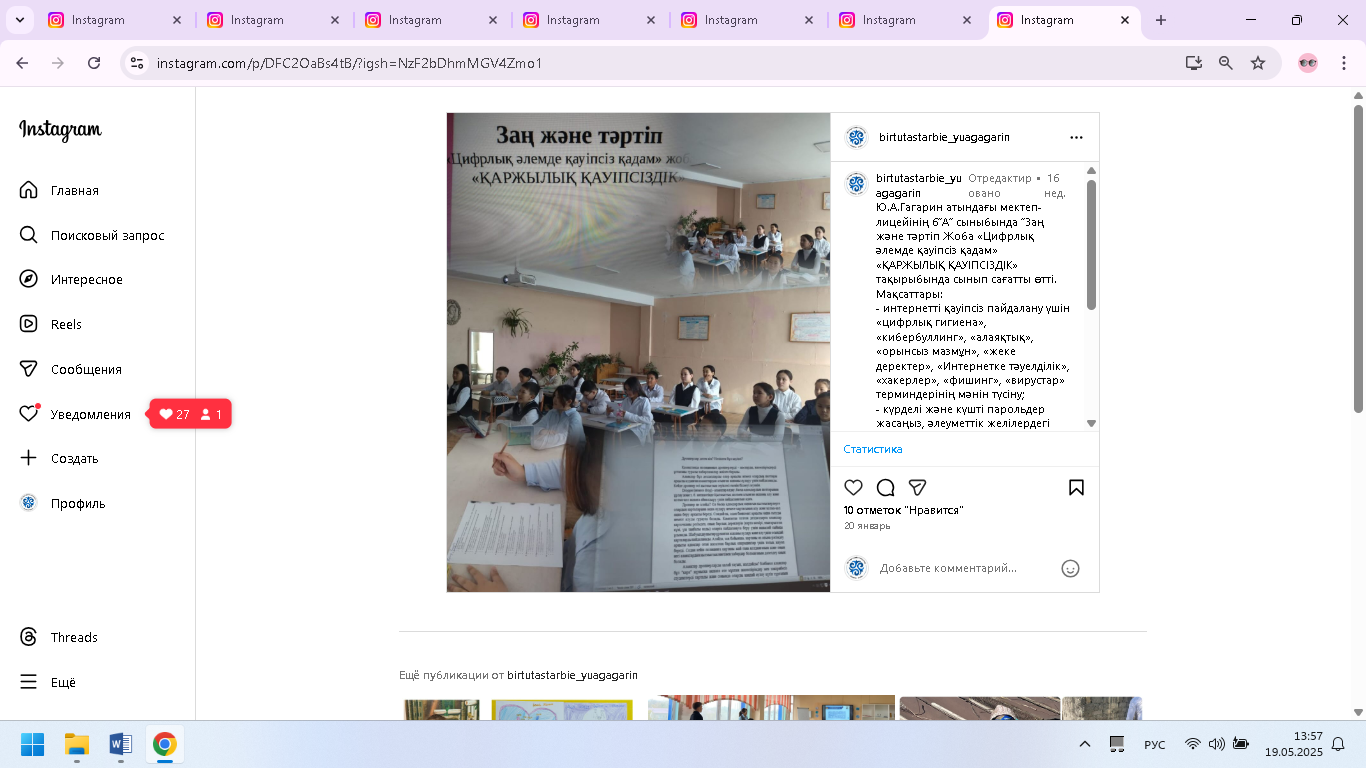 Instagram
Instagram
Instagram
Instagram
Instagram
Instagram
Instagram
instagram.com/p/DFC2OaBs4tB/?igsh=NzF2bDhmMGV4Zmo1
Instagram
Главная
Поисковый запрос
Интересное
Reels
Сообщения
Уведомления
27 1
Создать
Профиль
Threads
Ещё
Заң және тәртіп
«Цифрлық әлемде қауіпсіз қадам» жоб
«ҚАРЖЫЛЫҚ ҚАУІПСІЗДІК»
birtutastarbie_yuagagarin
birtutastarbie_yu
agagarin
Отредактир
овано
• 16
нед.
Ю.А.Гагарин атындағы мектеп-
лицейінің 6"А" сыныбында "Заң
және тәртіп Жоба «Цифрлық
әлемде қауіпсіз қадам»
«ҚАРЖЫЛЫҚ ҚАУІПСІЗДІК»
тақырыбында сынып сағатты өтті.
Мақсаттары:
- интернетті қауіпсіз пайдалану үшін
«цифрлық гигиена»,
«кибербуллинг», «алаяқтық»,
«орынсыз мазмұн», «жеке
деректер», «Интернетке тәуелділік»,
«хакерлер», «фишинг», «вирустар»
терминдерінің мәнін түсіну;
- күрделі және күшті парольдер
жасаңыз, әлеуметтік желілердегі
Статистика
10 отметок "Нравится"
20 январь
Добавьте комментарий...
Ещё публикации от birtutastarbie_yuagagarin
РУС
13:57
19.05.2025